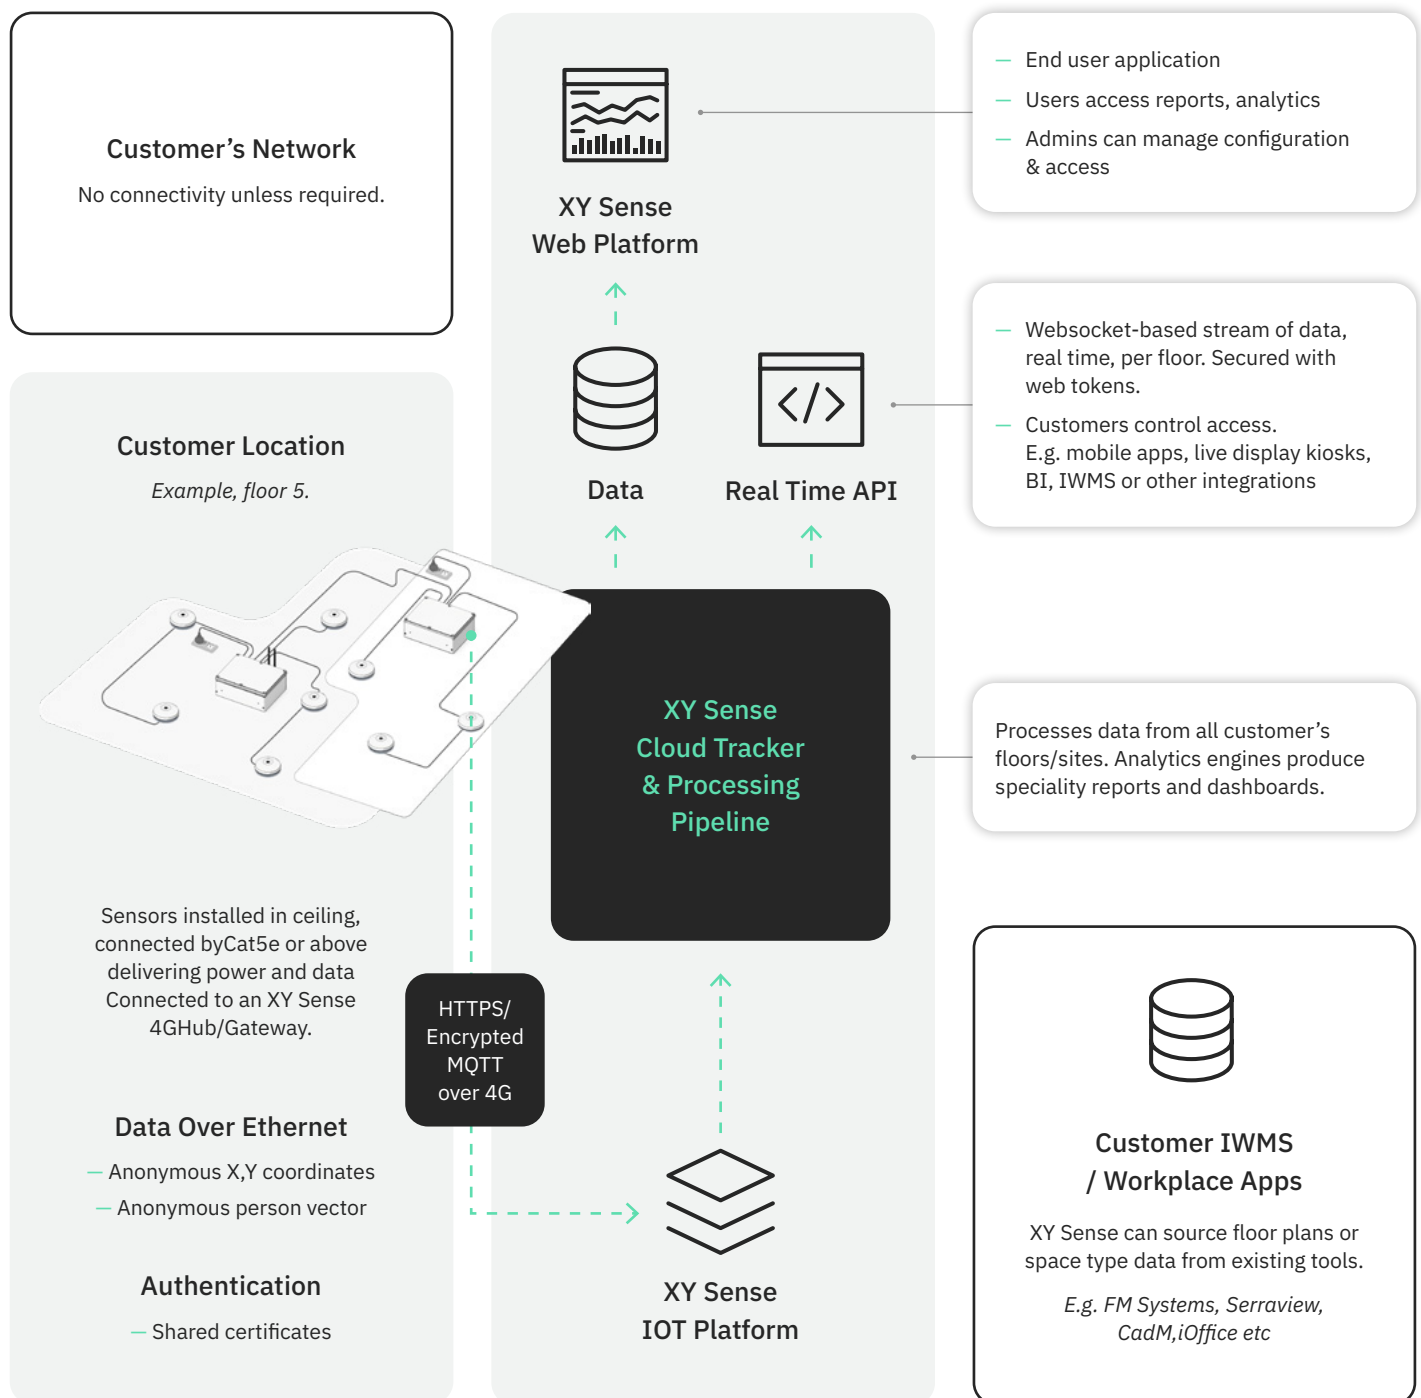 Customer’s Network
No connectivity unless required.
Customer Location
Example, floor 5.
Sensors installed in ceiling,
connected byCat5e or above
delivering power and data
Connected to an XY Sense
4GHub/Gateway.
Data Over Ethernet
— Anonymous X,Y coordinates
— Anonymous person vector
Authentication
— Shared certificates
HTTPS/
Encrypted
MQTT
over 4G
XY Sense
Web Platform
Data
Real Time API
XY Sense
Cloud Tracker
& Processing
Pipeline
XY Sense
IOT Platform
— End user application
— Users access reports, analytics
— Admins can manage configuration
& access
— Websocket-based stream of data,
real time, per floor. Secured with
web tokens.
— Customers control access.
E.g. mobile apps, live display kiosks,
BI, IWMS or other integrations
Processes data from all customer’s
floors/sites. Analytics engines produce
speciality reports and dashboards.
Customer IWMS
/ Workplace Apps
XY Sense can source floor plans or
space type data from existing tools.
E.g. FM Systems, Serraview,
CadM,iOffice etc